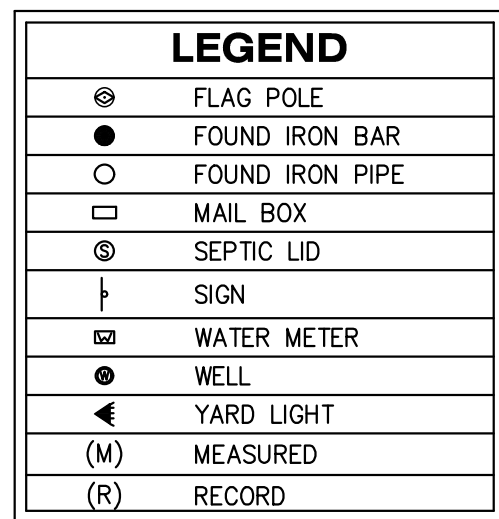 LEGEND
FLAG POLE
FOUND IRON BAR
FOUND IRON PIPE
MAIL BOX
S SEPTIC LID
SIGN
W WATER METER
W WELL
YARD LIGHT
(M) MEASURED
(R) RECORD